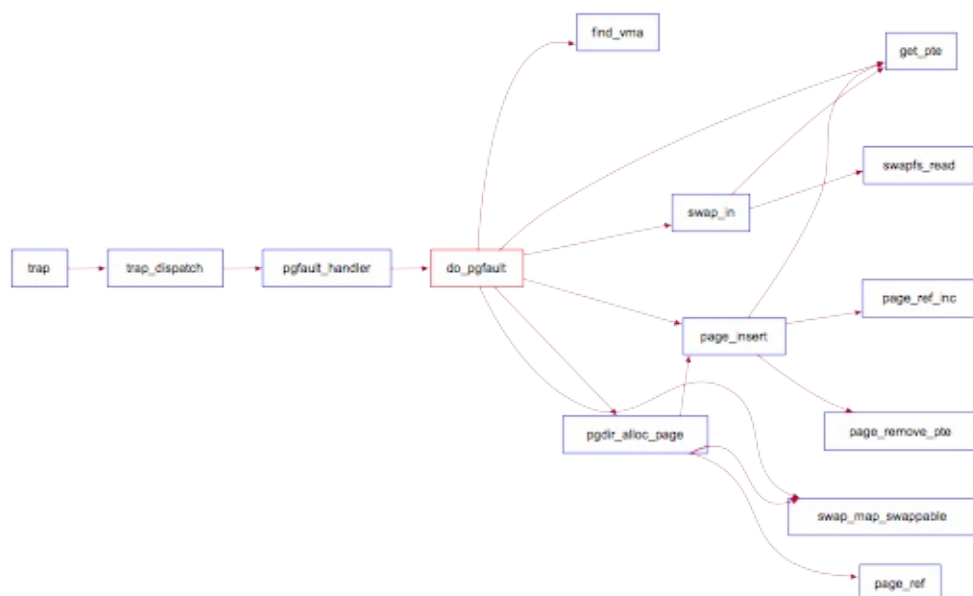 find_vma
get_pte
swapfs_read
swap_in
trap
trap_dispatch
pgfault_handler
do_pgfault
page_ref_inc
page_insert
pgdir_alloc_page
page_remove_pte
swap_map_swappable
page_ref